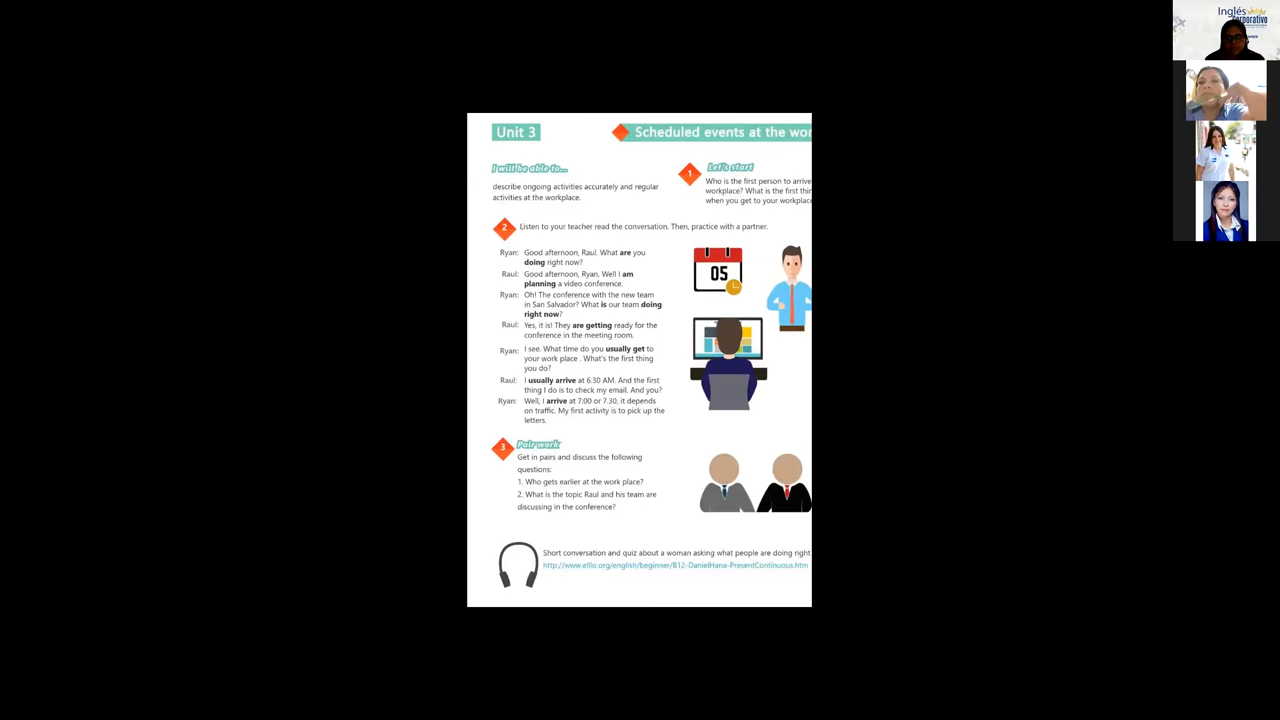 Unit 3
Scheduled events at the wor
I will be able to...
describe ongoing activities accurately and regular
activities at the workplace.
1
Let's start
Who is the first person to arrive
workplace? What is the first thin
when you get to your workplace
2
Listen to your teacher read the conversation. Then, practice with a partner.
Ryan: Good afternoon, Raul. What are you
doing right now?
Raul: Good afternoon, Ryan. Well I am
planning a video conference.
Ryan: Oh! The conference with the new team
in San Salvador? What is our team doing
right now?
Raul: Yes, it is! They are getting ready for the
conference in the meeting room.
Ryan: I see. What time do you usually get to
your work place . What's the first thing
you do?
Raul: I usually arrive at 6.30 AM. And the first
thing I do is to check my email. And you?
Ryan: Well, I arrive at 7:00 or 7.30, it depends
on traffic. My first activity is to pick up the
letters.
05
3
Pair work
Get in pairs and discuss the following
questions:
1. Who gets earlier at the work place?
2. What is the topic Raul and his team are
discussing in the conference?
Short conversation and quiz about a woman asking what people are doing right
http://www.elllo.org/english/beginner/B12-DanielHana-PresentContinuous.htm
Inglés
Corporativo